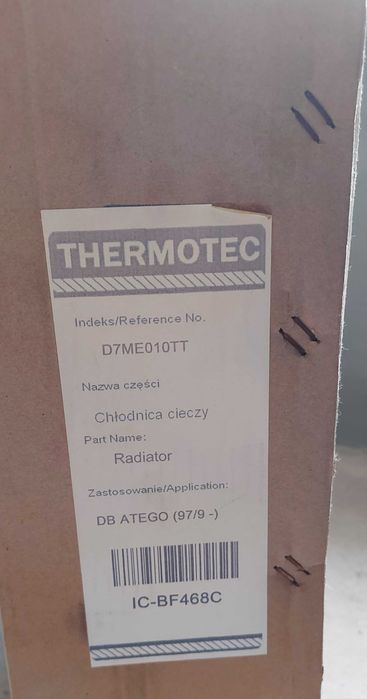 THERMOTEC
Indeks/Reference No.
D7ME010TT
Nazwa części
Chłodnica cieczy
Part Name:
Radiator
Zastosowanie/Application:
DB ATEGO (97/9 -)
IC-BF468C